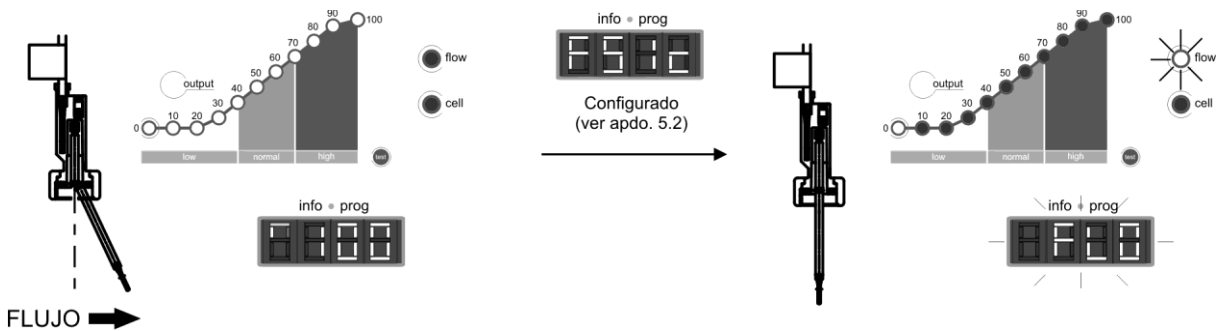 info • prog
90
100
80
70
60
50
40
30
20
10
0
output
flow
cell
low normal high
test
info • prog
FLUJO
Configurado
(ver apdo. 5.2)
90
100
80
70
60
50
40
30
20
10
0
output
flow
cell
low normal high
test
info • prog